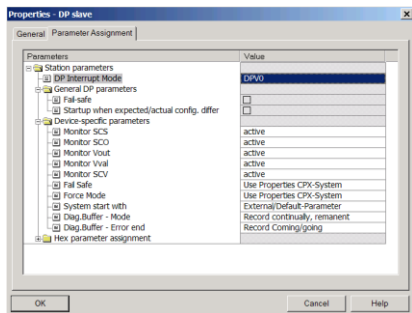 Properties - DP slave
General Parameter Assignment
Parameters Value
Station parameters
DP Interrupt Mode DPV0
General DP parameters
Fail-safe
Startup when expected/actual config. differ
Device-specific parameters
Monitor SCS active
Monitor SCO active
Monitor Vout active
Monitor Vval active
Monitor SCV active
Fail Safe Use Properties CPX-System
Force Mode Use Properties CPX-System
System start with External/Default-Parameter
Diag.Buffer - Mode Record continually, remanent
Diag.Buffer - Error end Record Coming/going
Hex parameter assignment
OK Cancel Help